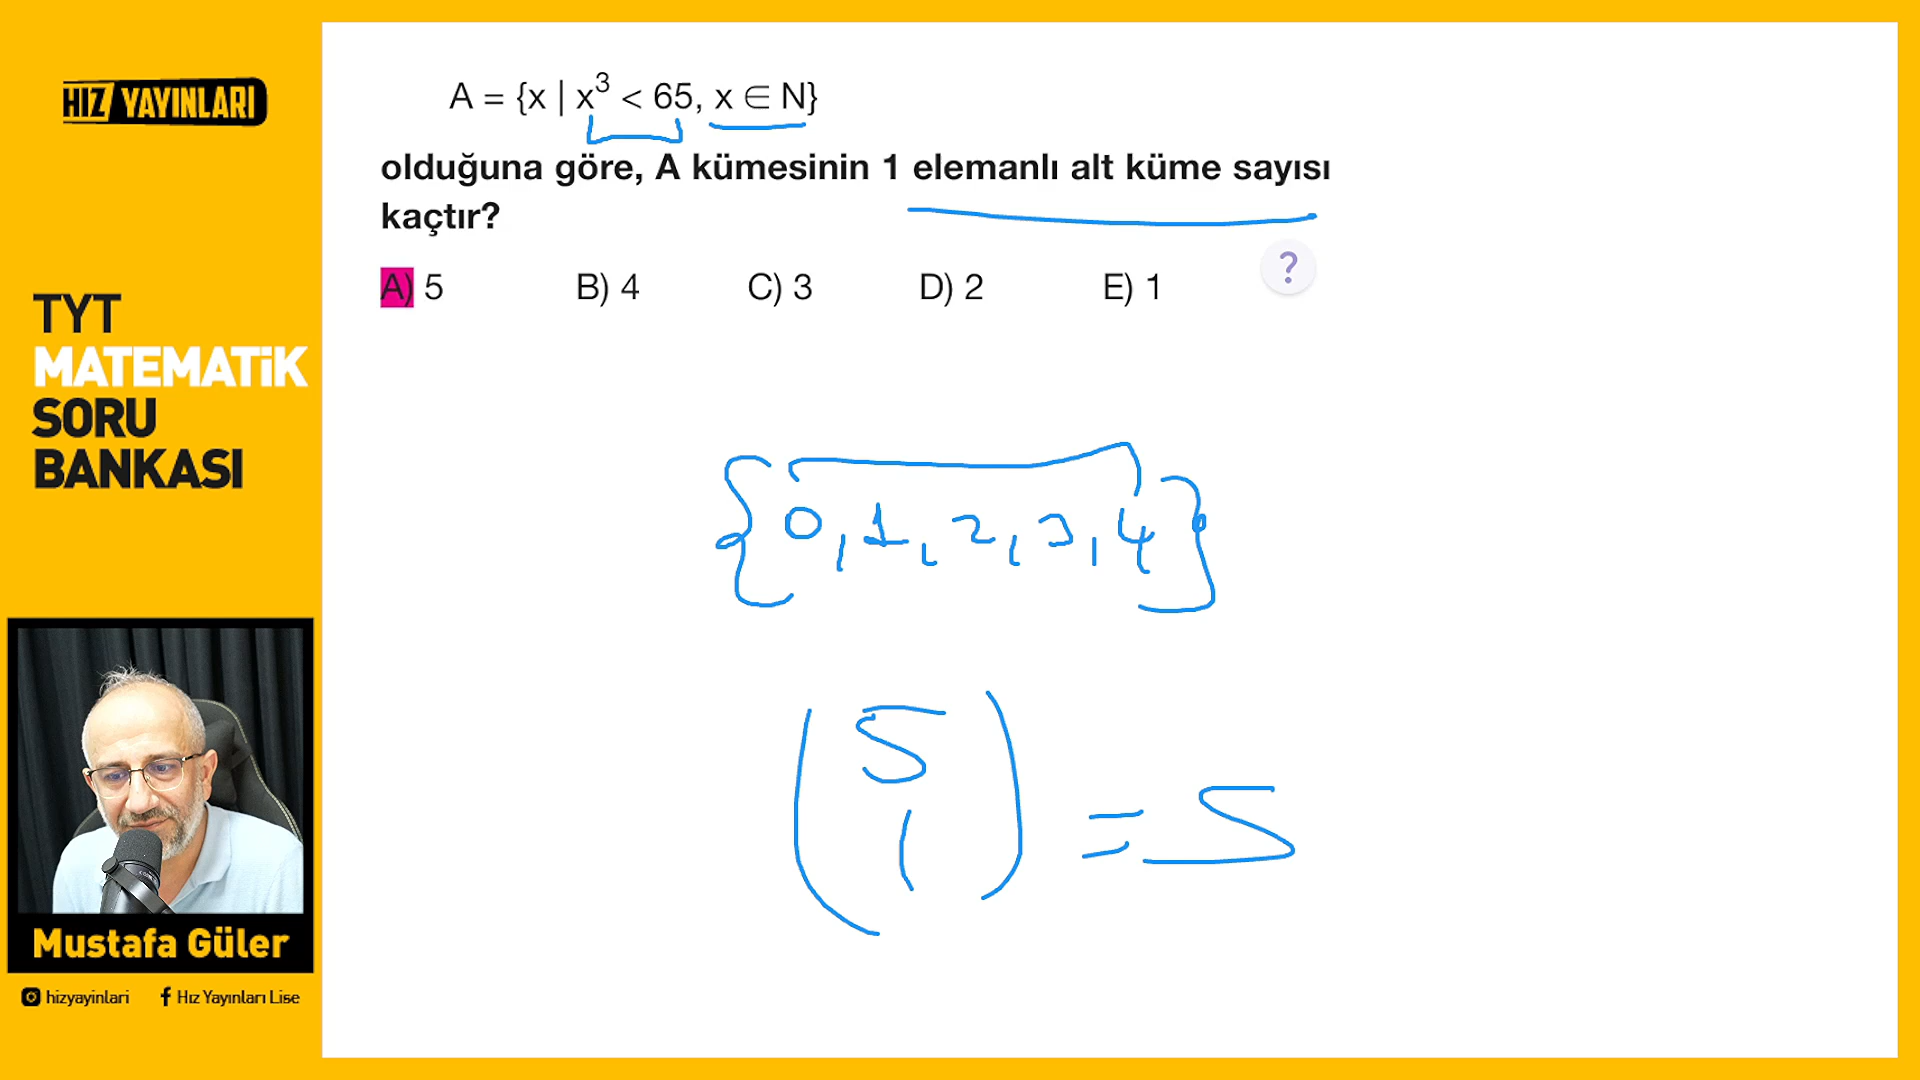 HIZ YAYINLARI
TYT
MATEMATİK
SORU
BANKASI
Mustafa Güler
hizyayinlari
Hız Yayınları Lise
A = {x | x³ < 65, x ∈ N}
olduğuna göre, A kümesinin 1 elemanlı alt küme sayısı
kaçtır?
A) 5 B) 4 C) 3 D) 2 E) 1
?
{0, 1, 2, 3, 4}
(5
1) = 5